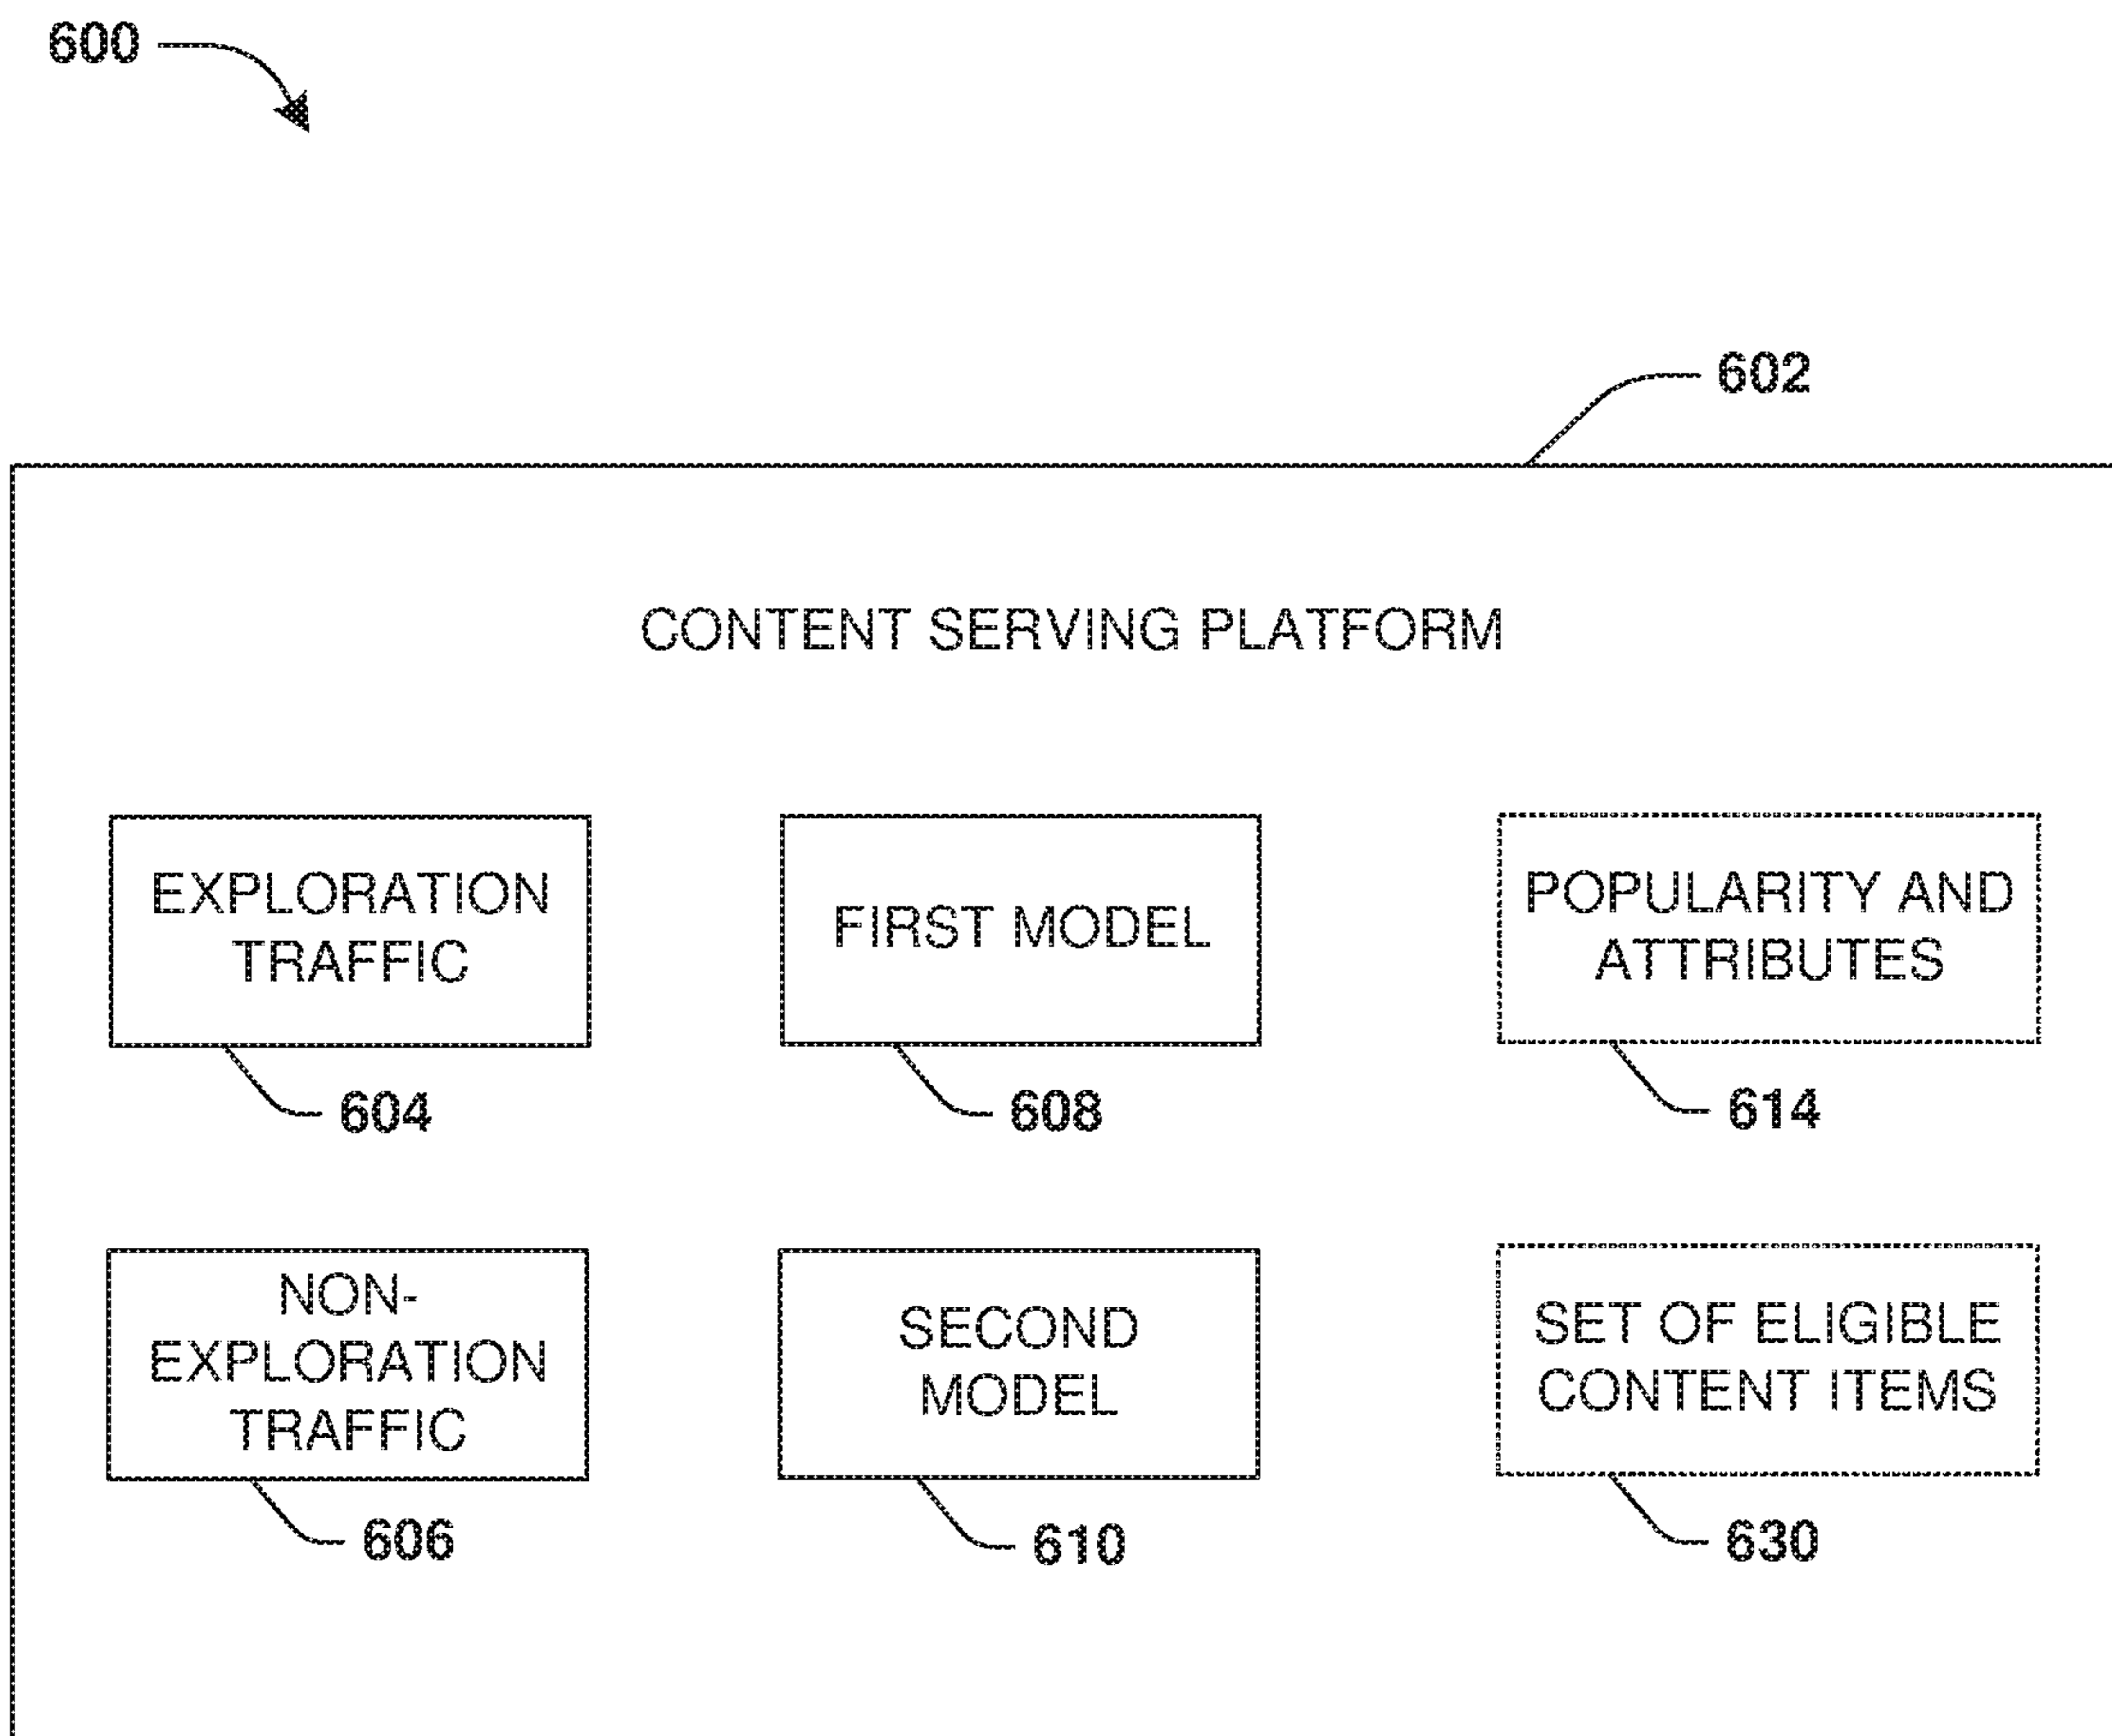 600
602
CONTENT SERVING PLATFORM
EXPLORATION
TRAFFIC
604
FIRST MODEL
608
POPULARITY AND
ATTRIBUTES
614
NON-
EXPLORATION
TRAFFIC
606
SECOND
MODEL
610
SET OF ELIGIBLE
CONTENT ITEMS
630